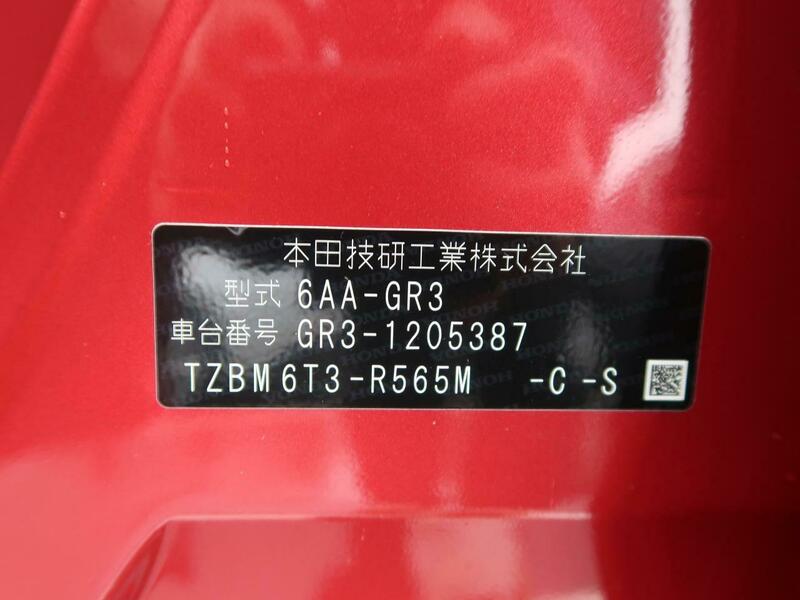 本田技研工業株式会社
型式 6AA-GR3
車台番号 GR3-1205387
TZBM6T3-R565M -C -S